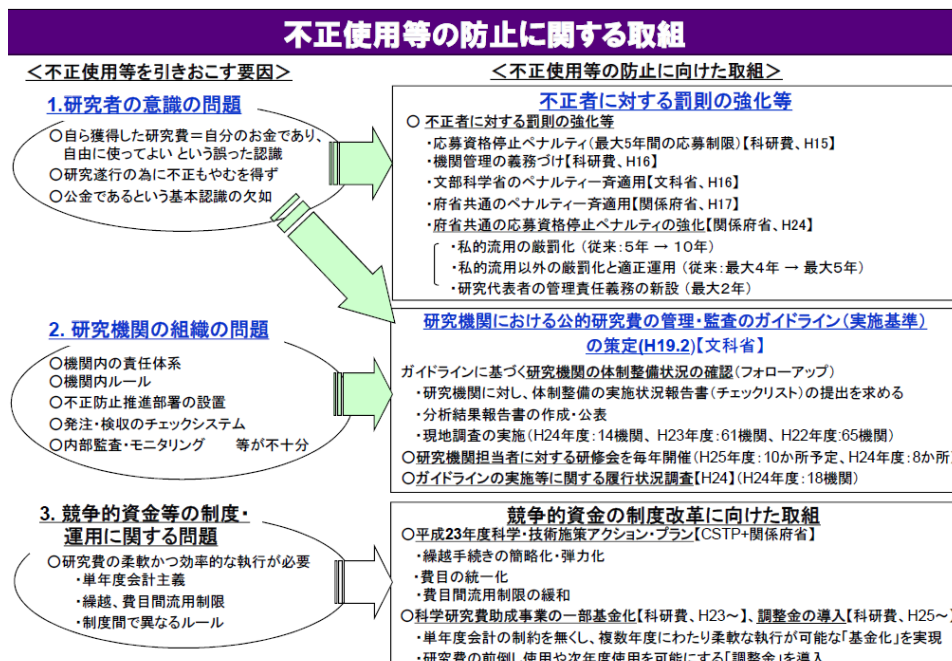 不正使用等の防止に関する取組
＜不正使用等を引きおこす要因＞
1.研究者の意識の問題
○自ら獲得した研究費＝自分のお金であり、
自由に使ってよい という誤った認識
○研究遂行の為に不正もやむを得ず
○公金であるという基本認識の欠如
2. 研究機関の組織の問題
○機関内の責任体系
○機関内ルール
○不正防止推進部署の設置
○発注・検収のチェックシステム
○内部監査・モニタリング 等が不十分
3. 競争的資金等の制度・
運用に関する問題
○研究費の柔軟かつ効率的な執行が必要
・単年度会計主義
・繰越、費目間流用制限
・制度間で異なるルール
＜不正使用等の防止に向けた取組＞
不正者に対する罰則の強化等
○ 不正者に対する罰則の強化等
・応募資格停止ペナルティ（最大5年間の応募制限）【科研費、H15】
・機関管理の義務づけ【科研費、H16】
・文部科学省のペナルティ一斉適用【文科省、H16】
・府省共通のペナルティ一斉適用【関係府省、H17】
・府省共通の応募資格停止ペナルティの強化【関係府省、H24】
・私的流用の厳罰化 （従来：5年 → 10年）
・私的流用以外の厳罰化と適正運用 （従来：最大4年 → 最大5年）
・研究代表者の管理責任義務の新設 （最大2年）
研究機関における公的研究費の管理・監査のガイドライン（実施基準）
の策定(H19.2)【文科省】
ガイドラインに基づく研究機関の体制整備状況の確認（フォローアップ）
・研究機関に対し、体制整備の実施状況報告書（チェックリスト）の提出を求める
・分析結果報告書の作成・公表
・現地調査の実施（H24年度：14機関、H23年度：61機関、H22年度：65機関）
○研究機関担当者に対する研修会を毎年開催（H25年度：10か所予定、H24年度：8か所）
○ガイドラインの実施等に関する履行状況調査【H24】（H24年度：18機関）
競争的資金の制度改革に向けた取組
○平成23年度科学・技術施策アクション・プラン【CSTP+関係府省】
・繰越手続きの簡略化・弾力化
・費目の統一化
・費目間流用制限の緩和
○科学研究費助成事業の一部基金化【科研費、H23～】、調整金の導入【科研費、H25～】
・単年度会計の制約を無くし、複数年度にわたり柔軟な執行が可能な「基金化」を実現
・研究費の前倒し使用や次年度使用を可能にする「調整金」を導入